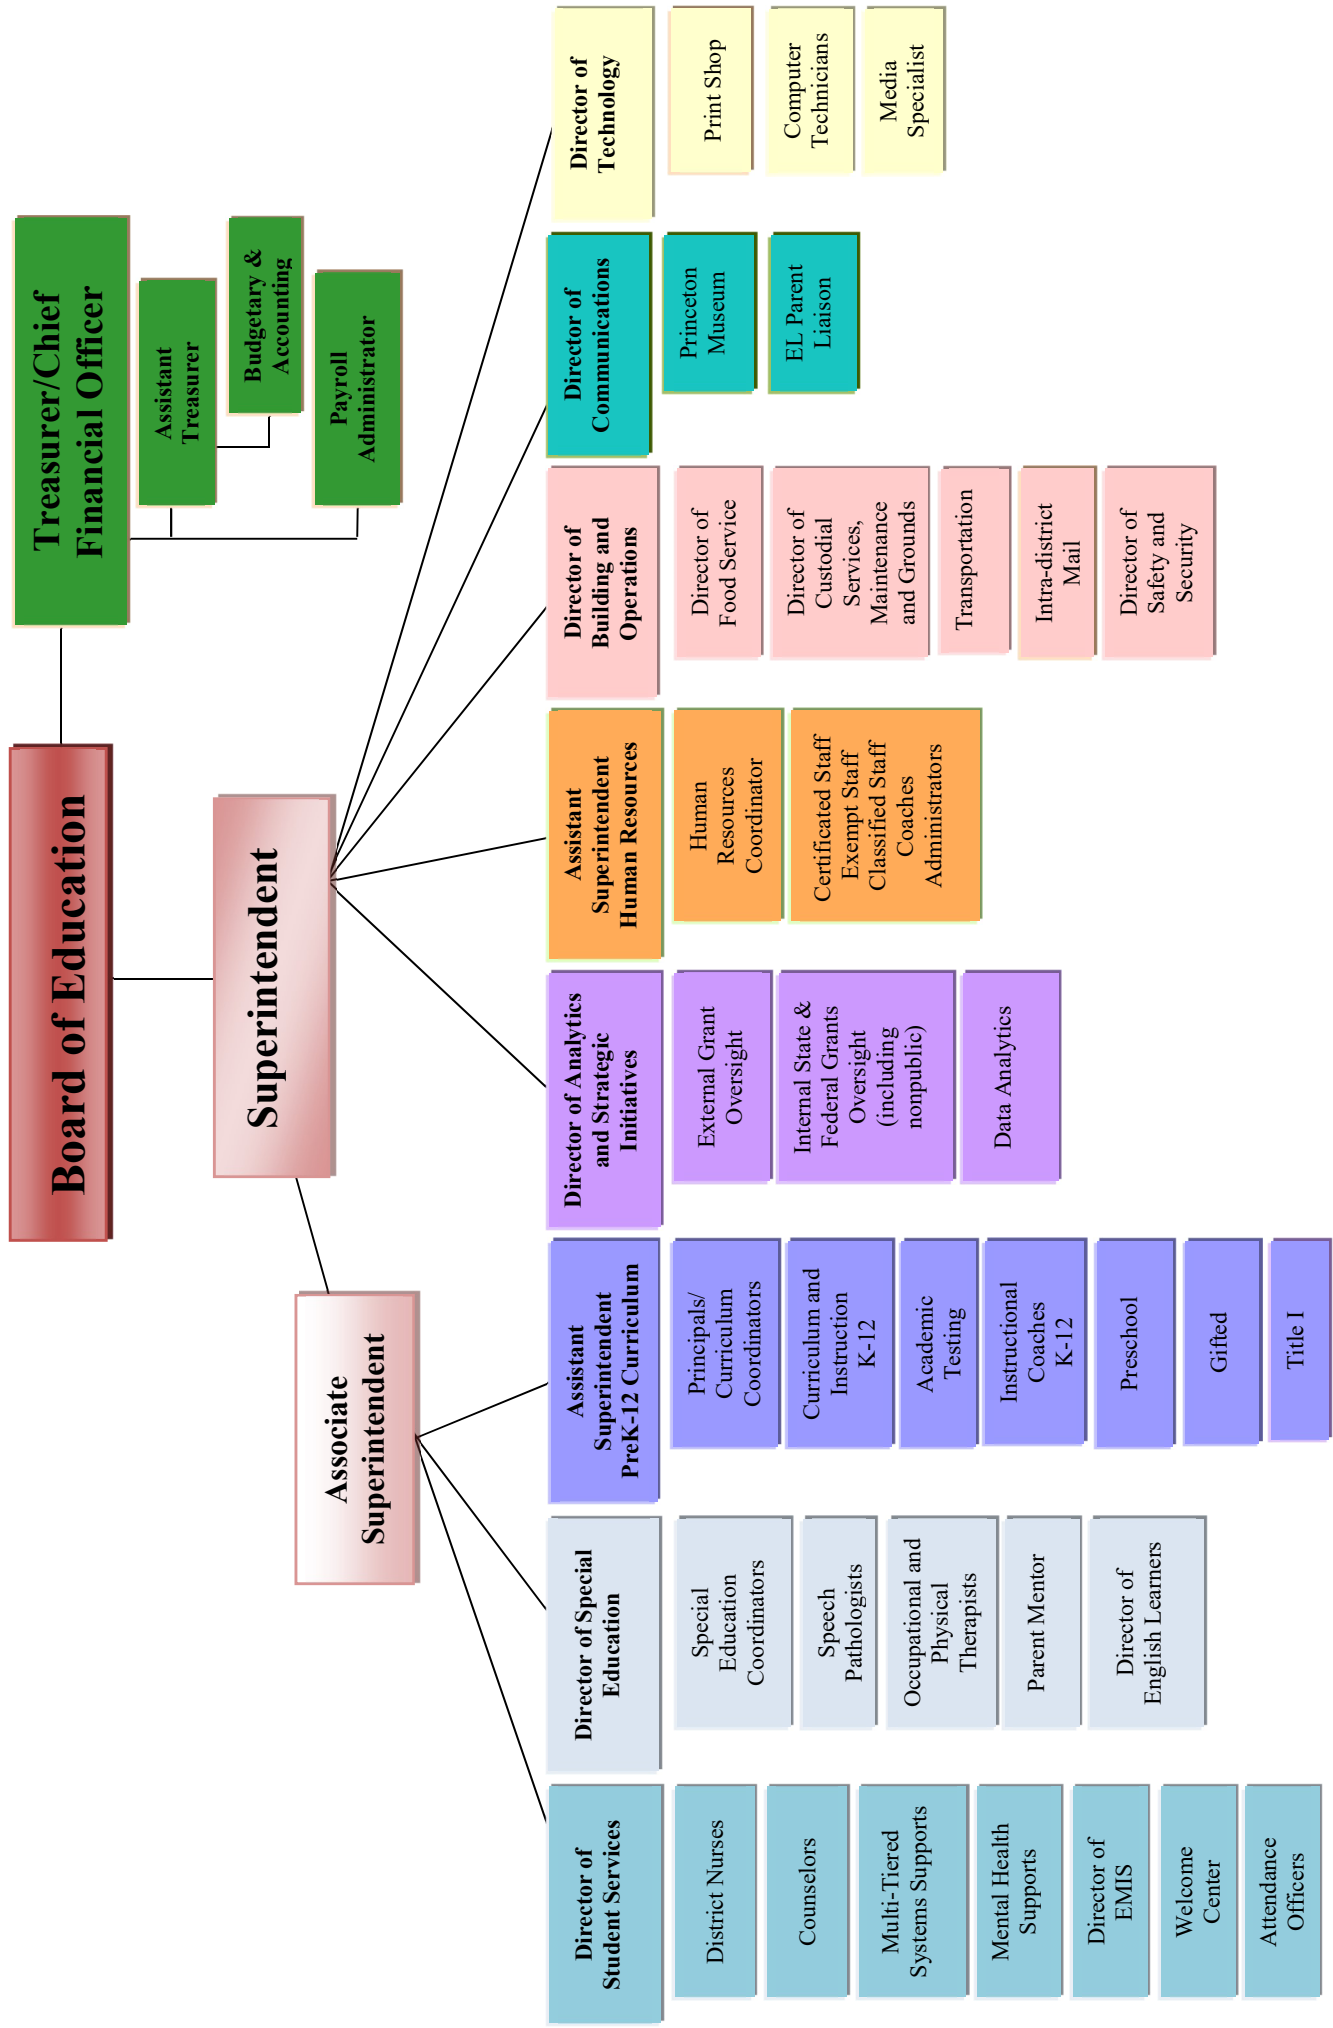 Board of Education
Treasurer/Chief
Financial Officer
Assistant
Treasurer
Budgetary &
Accounting
Payroll
Administrator
Superintendent
Associate
Superintendent
Director of
Student Services
District Nurses
Counselors
Multi-Tiered
Systems Supports
Mental Health
Supports
Director of
EMIS
Welcome
Center
Attendance
Officers
Director of Special
Education
Special
Education
Coordinators
Speech
Pathologists
Occupational and
Physical
Therapists
Parent Mentor
Director of
English Learners
Assistant
Superintendent
PreK-12 Curriculum
Principals/
Curriculum
Coordinators
Curriculum and
Instruction
K-12
Academic
Testing
Instructional
Coaches
K-12
Preschool
Gifted
Title I
Director of Analytics
and Strategic
Initiatives
External Grant
Oversight
Internal State &
Federal Grants
Oversight
(including
nonpublic)
Data Analytics
Assistant
Superintendent
Human Resources
Human
Resources
Coordinator
Certificated Staff
Exempt Staff
Classified Staff
Coaches
Administrators
Director of
Building and
Operations
Director of
Food Service
Director of
Custodial
Services,
Maintenance
and Grounds
Transportation
Intra-district
Mail
Director of
Safety and
Security
Director of
Communications
Princeton
Museum
EL Parent
Liaison
Director of
Technology
Print Shop
Computer
Technicians
Media
Specialist